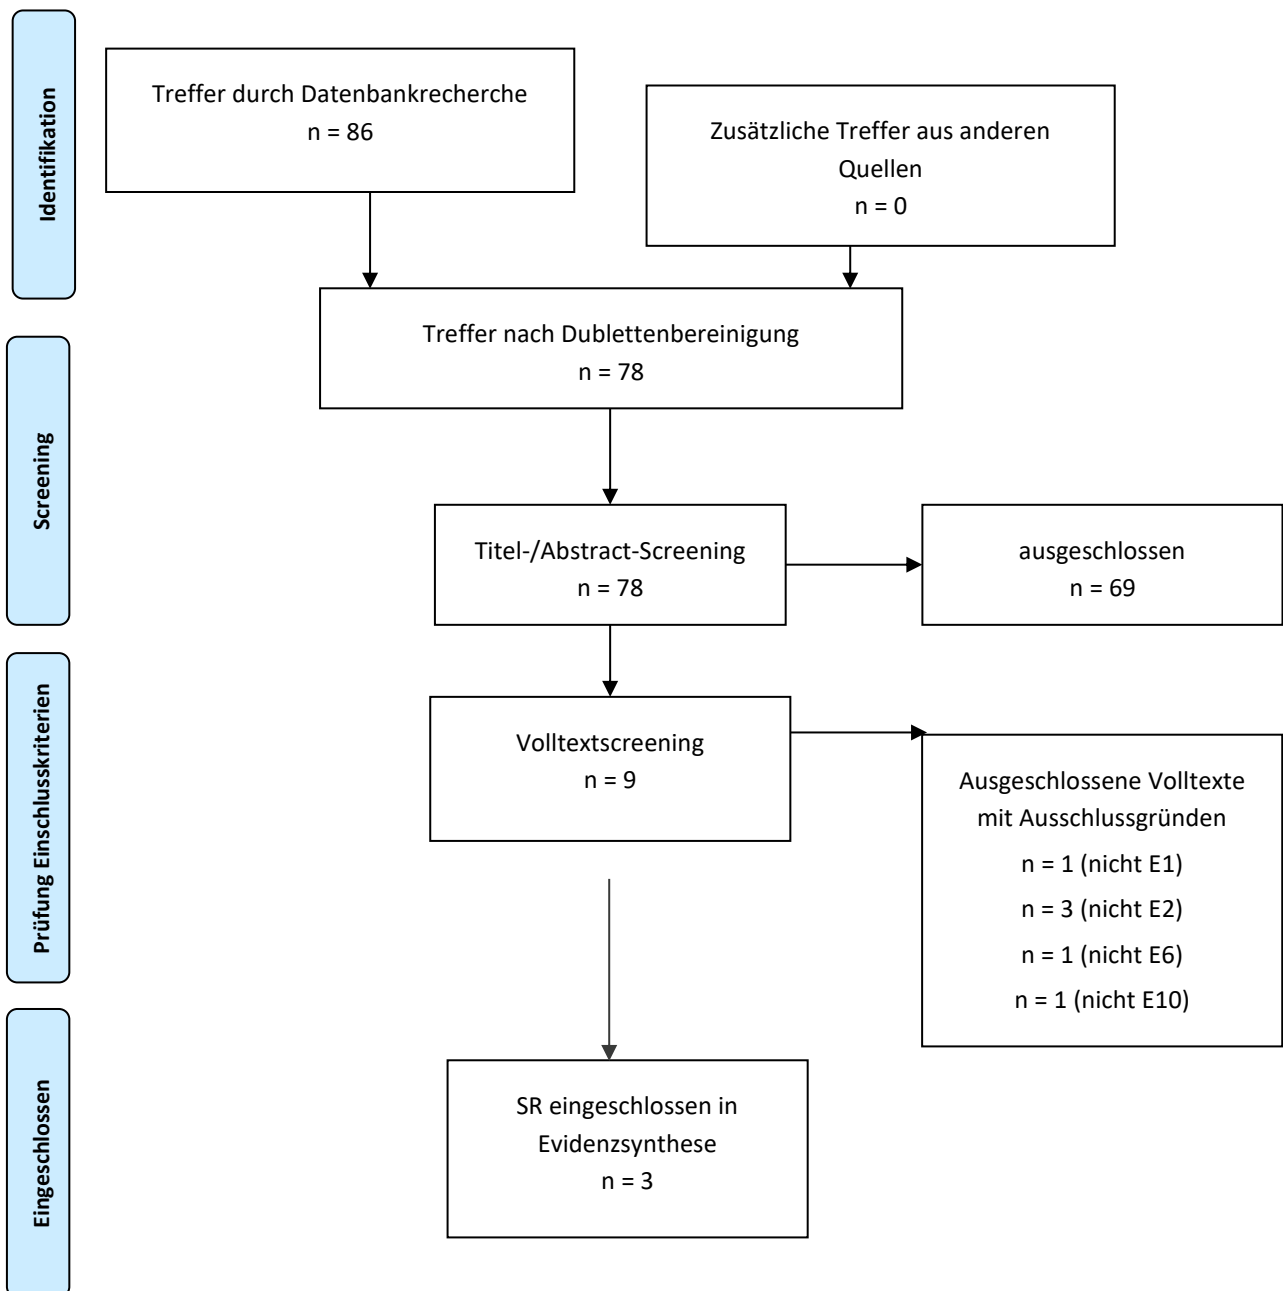 Identifikation
Treffer durch Datenbankrecherche
n = 86
Zusätzliche Treffer aus anderen
Quellen
n = 0
Treffer nach Dublettenbereinigung
n = 78
Screening
Titel-/Abstract-Screening
n = 78
ausgeschlossen
n = 69
Prüfung Einschlusskriterien
Volltextscreening
n = 9
Ausgeschlossene Volltexte
mit Ausschlussgründen
n = 1 (nicht E1)
n = 3 (nicht E2)
n = 1 (nicht E6)
n = 1 (nicht E10)
Eingeschlossen
SR eingeschlossen in
Evidenzsynthese
n = 3